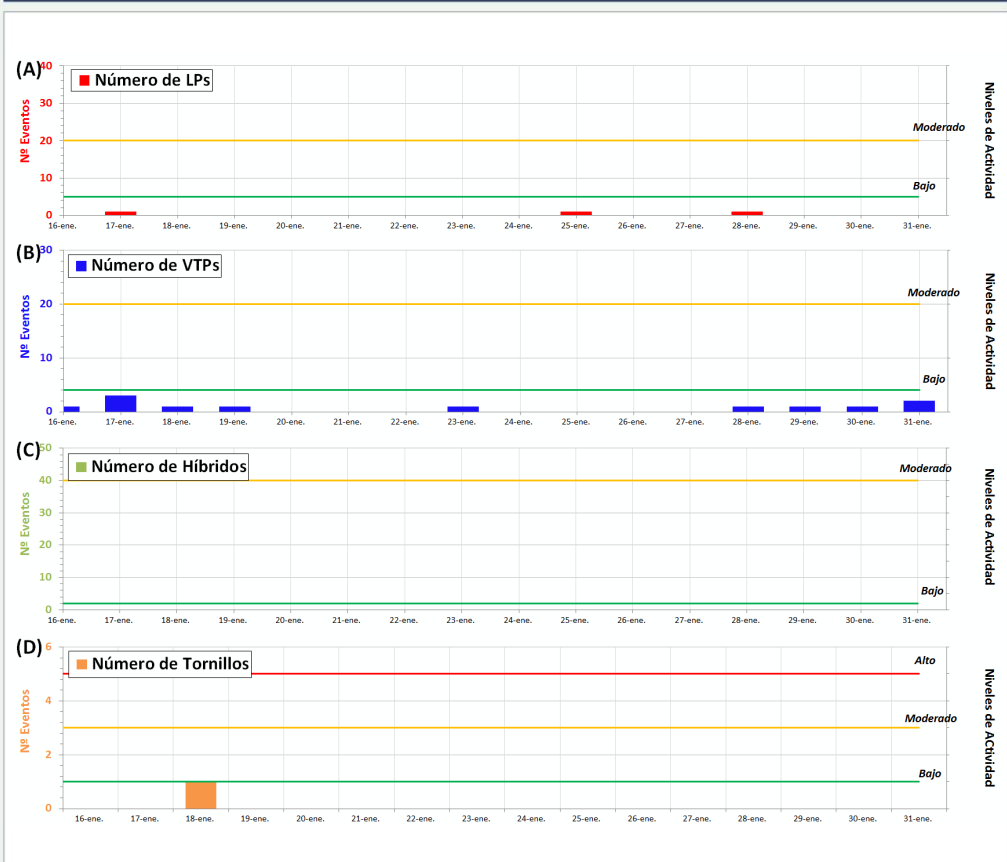 (A)
Número de LPs
Nº Eventos
40
30
20
10
0
Moderado
Bajo
Niveles de Actividad
16-ene. 17-ene. 18-ene. 19-ene. 20-ene. 21-ene. 22-ene. 23-ene. 24-ene. 25-ene. 26-ene. 27-ene. 28-ene. 29-ene. 30-ene. 31-ene.
(B)
Número de VTPs
Nº Eventos
30
20
10
0
Moderado
Bajo
Niveles de Actividad
16-ene. 17-ene. 18-ene. 19-ene. 20-ene. 21-ene. 22-ene. 23-ene. 24-ene. 25-ene. 26-ene. 27-ene. 28-ene. 29-ene. 30-ene. 31-ene.
(C)
Número de Híbridos
Nº Eventos
50
40
30
20
10
0
Moderado
Bajo
Niveles de Actividad
16-ene. 17-ene. 18-ene. 19-ene. 20-ene. 21-ene. 22-ene. 23-ene. 24-ene. 25-ene. 26-ene. 27-ene. 28-ene. 29-ene. 30-ene. 31-ene.
(D)
Número de Tornillos
Nº Eventos
6
4
2
0
Alto
Moderado
Bajo
Niveles de ACtividad
16-ene. 17-ene. 18-ene. 19-ene. 20-ene. 21-ene. 22-ene. 23-ene. 24-ene. 25-ene. 26-ene. 27-ene. 28-ene. 29-ene. 30-ene. 31-ene.